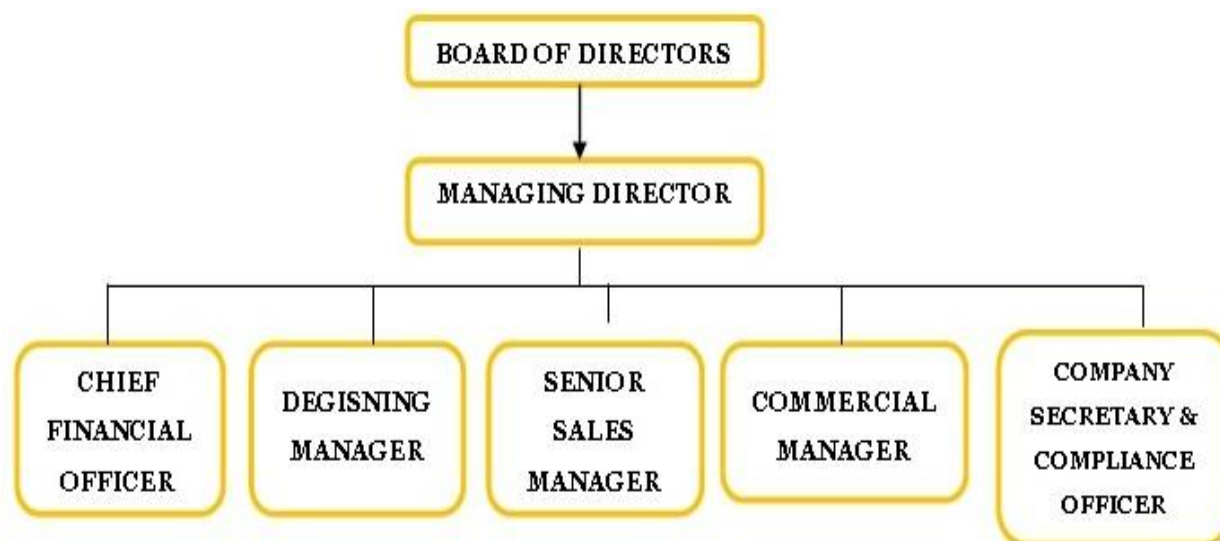 BOARD OF DIRECTORS
MANAGING DIRECTOR
CHIEF
FINANCIAL
OFFICER
DEGISNING
MANAGER
SENIOR
SALES
MANAGER
COMMERCIAL
MANAGER
COMPANY
SECRETARY &
COMPLIANCE
OFFICER